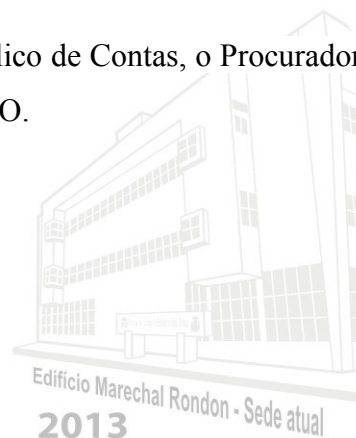 lico de Contas, o Procurador
O.
Edifício Marechal Rondon - Sede atual
2013